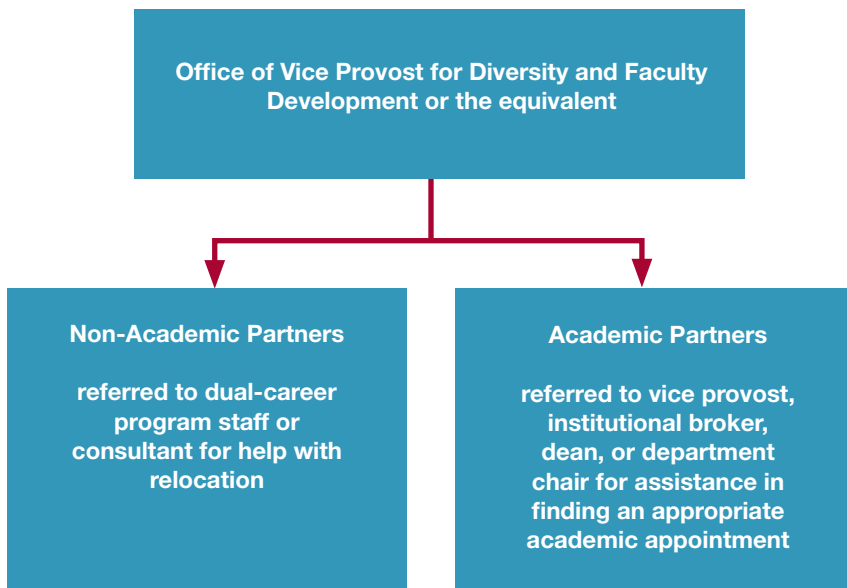 Office of Vice Provost for Diversity and Faculty
Development or the equivalent
Non-Academic Partners
referred to dual-career
program staff or
consultant for help with
relocation
Academic Partners
referred to vice provost,
institutional broker,
dean, or department
chair for assistance in
finding an appropriate
academic appointment